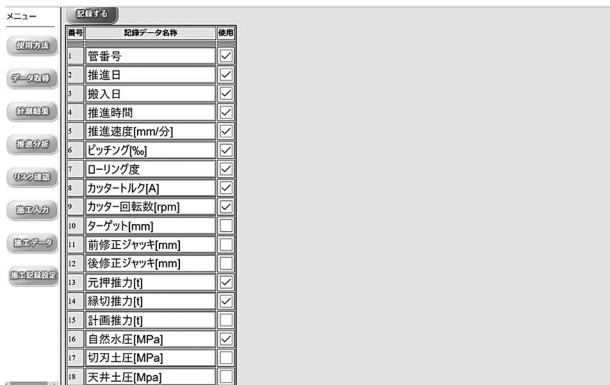 メニュー
記録する
使用方法
データ取得
計測結果
推進分析
リスク確認
施工入力
施工データ
施工記録設定
番号 記録データ名称 使用
1 管番号
2 推進日
3 搬入日
4 推進時間
5 推進速度[mm/分]
6 ピッチング[‰]
7 ローリング度
8 カッタートルク[A]
9 カッター回転数[rpm]
10 ターゲット[mm]
11 前修正ジャッキ[mm]
12 後修正ジャッキ[mm]
13 元押推力[t]
14 縁切推力[t]
15 計画推力[t]
16 自然水圧[MPa]
17 切刃土圧[MPa]
18 天井土圧[Mpa]